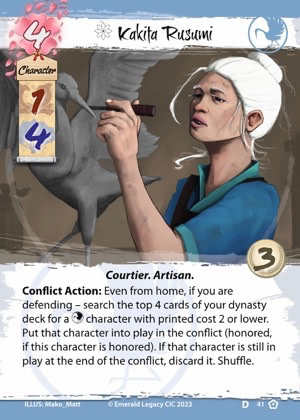 4
Kakita Rusumi
Character
1
4
3
Courtier. Artisan.
Conflict Action: Even from home, if you are
defending – search the top 4 cards of your dynasty
deck for a character with printed cost 2 or lower.
Put that character into play in the conflict (honored,
if this character is honored). If that character is still in
play at the end of the conflict, discard it. Shuffle.
ILLUS: Mako_Matt
© Emerald Legacy CIC 2023
D 41